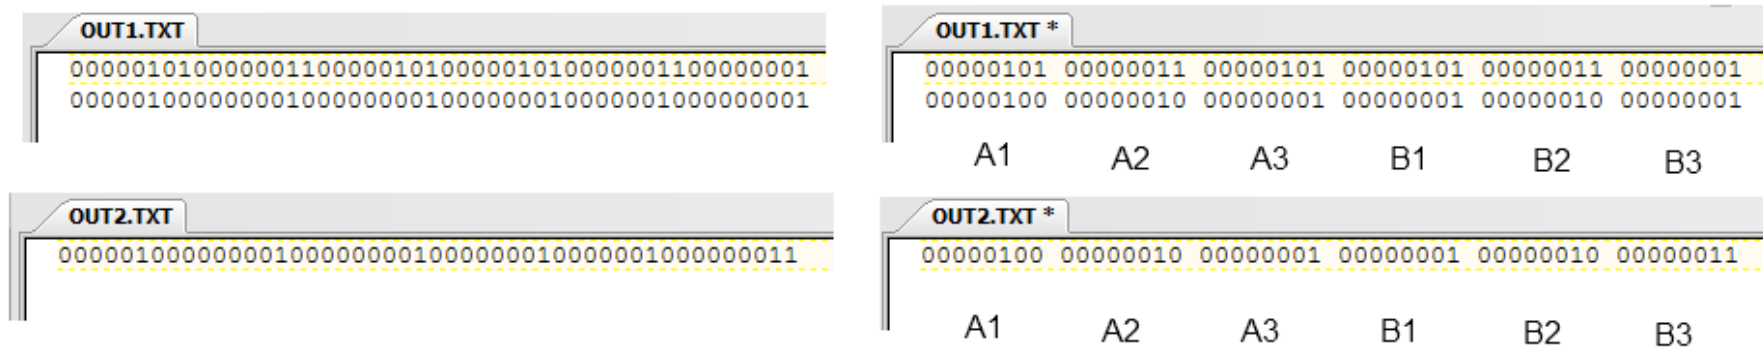 OUT1.TXT
000001010000001100000101000001010000001100000001
000001000000001000000001000000010000001000000001
OUT1.TXT *
00000101 00000011 00000101 00000101 00000011 00000001
00000100 00000010 00000001 00000001 00000010 00000001
A1 A2 A3 B1 B2 B3
OUT2.TXT
000001000000001000000001000000010000001000000011
OUT2.TXT *
00000100 00000010 00000001 00000001 00000010 00000011
A1 A2 A3 B1 B2 B3